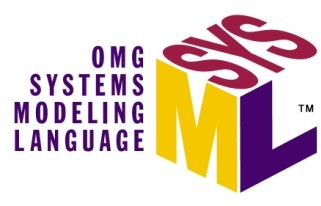 OMG
SYSTEMS
MODELING
LANGUAGE
SYS
ML
™